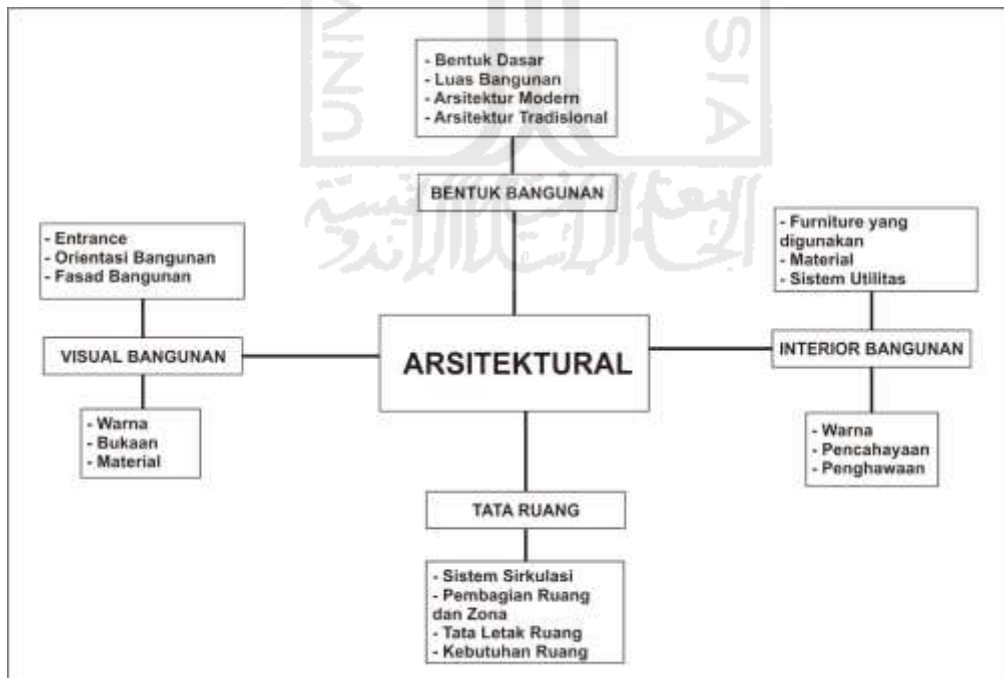 - Bentuk Dasar
- Luas Bangunan
- Arsitektur Modern
- Arsitektur Tradisional
BENTUK BANGUNAN
- Entrance
- Orientasi Bangunan
- Fasad Bangunan
VISUAL BANGUNAN
- Warna
- Bukaan
- Material
ARSITEKTURAL
- Furniture yang
digunakan
- Material
- Sistem Utilitas
INTERIOR BANGUNAN
- Warna
- Pencahayaan
- Penghawaan
TATA RUANG
- Sistem Sirkulasi
- Pembagian Ruang
dan Zona
- Tata Letak Ruang
- Kebutuhan Ruang